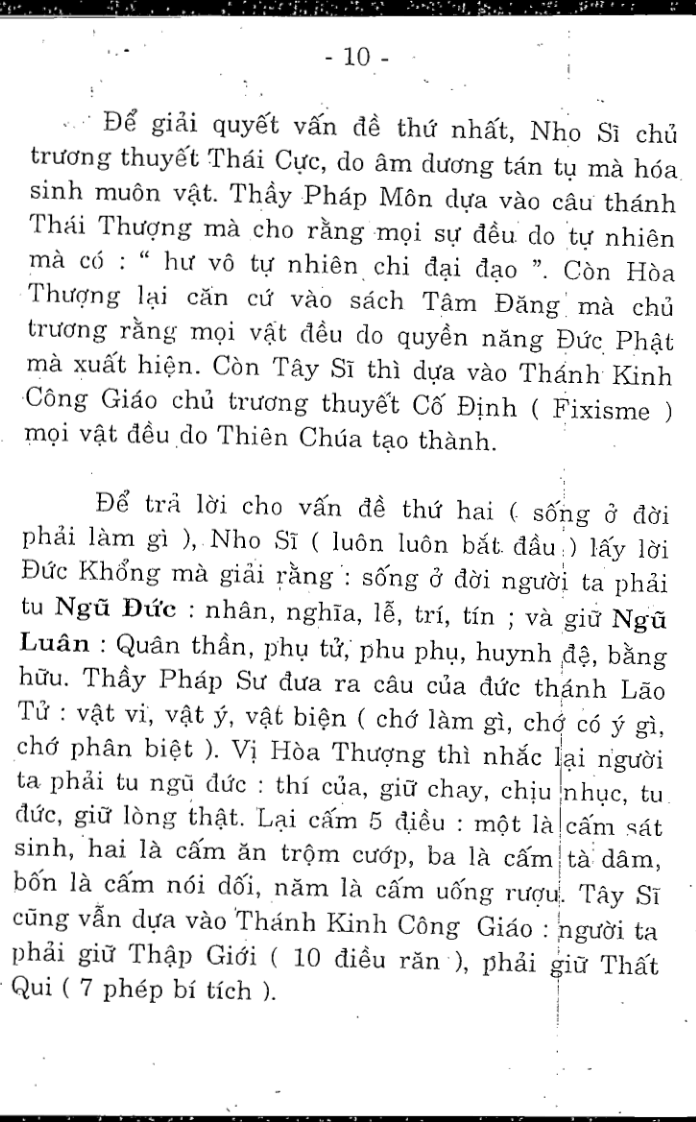 - 10 -
Để giải quyết vấn đề thứ nhất, Nho Sĩ chủ
trương thuyết Thái Cực, do âm dương tán tụ mà hóa
sinh muôn vật. Thầy Pháp Môn dựa vào câu thánh
Thái Thượng mà cho rằng mọi sự đều do tự nhiên
mà có : “ hư vô tự nhiên chi đại đạo ”. Còn Hòa
Thượng lại căn cứ vào sách Tâm Đăng mà chủ
trương rằng mọi vật đều do quyền năng Đức Phật
mà xuất hiện. Còn Tây Sĩ thì dựa vào Thánh Kinh
Công Giáo chủ trương thuyết Cố Định ( Fixisme )
mọi vật đều do Thiên Chúa tạo thành.
Để trả lời cho vấn đề thứ hai ( sống ở đời
phải làm gì ), Nho Sĩ ( luôn luôn bắt đầu ) lấy lời
Đức Khổng mà giải rằng : sống ở đời người ta phải
tu Ngũ Đức : nhân, nghĩa, lễ, trí, tín ; và giữ Ngũ
Luân : Quân thần, phụ tử, phu phụ, huynh đệ, bằng
hữu. Thầy Pháp Sư đưa ra câu của đức thánh Lão
Tử : vật vi, vật ý, vật biện ( chớ làm gì, chớ có ý gì,
chớ phân biệt ). Vị Hòa Thượng thì nhắc lại người
ta phải tu ngũ đức : thí của, giữ chay, chịu nhục, tu
đức, giữ lòng thật. Lại cấm 5 điều : một là cấm sát
sinh, hai là cấm ăn trộm cướp, ba là cấm tà dâm,
bốn là cấm nói dối, năm là cấm uống rượu. Tây Sĩ
cũng vẫn dựa vào Thánh Kinh Công Giáo : người ta
phải giữ Thập Giới ( 10 điều răn ), phải giữ Thất
Qui ( 7 phép bí tích ).